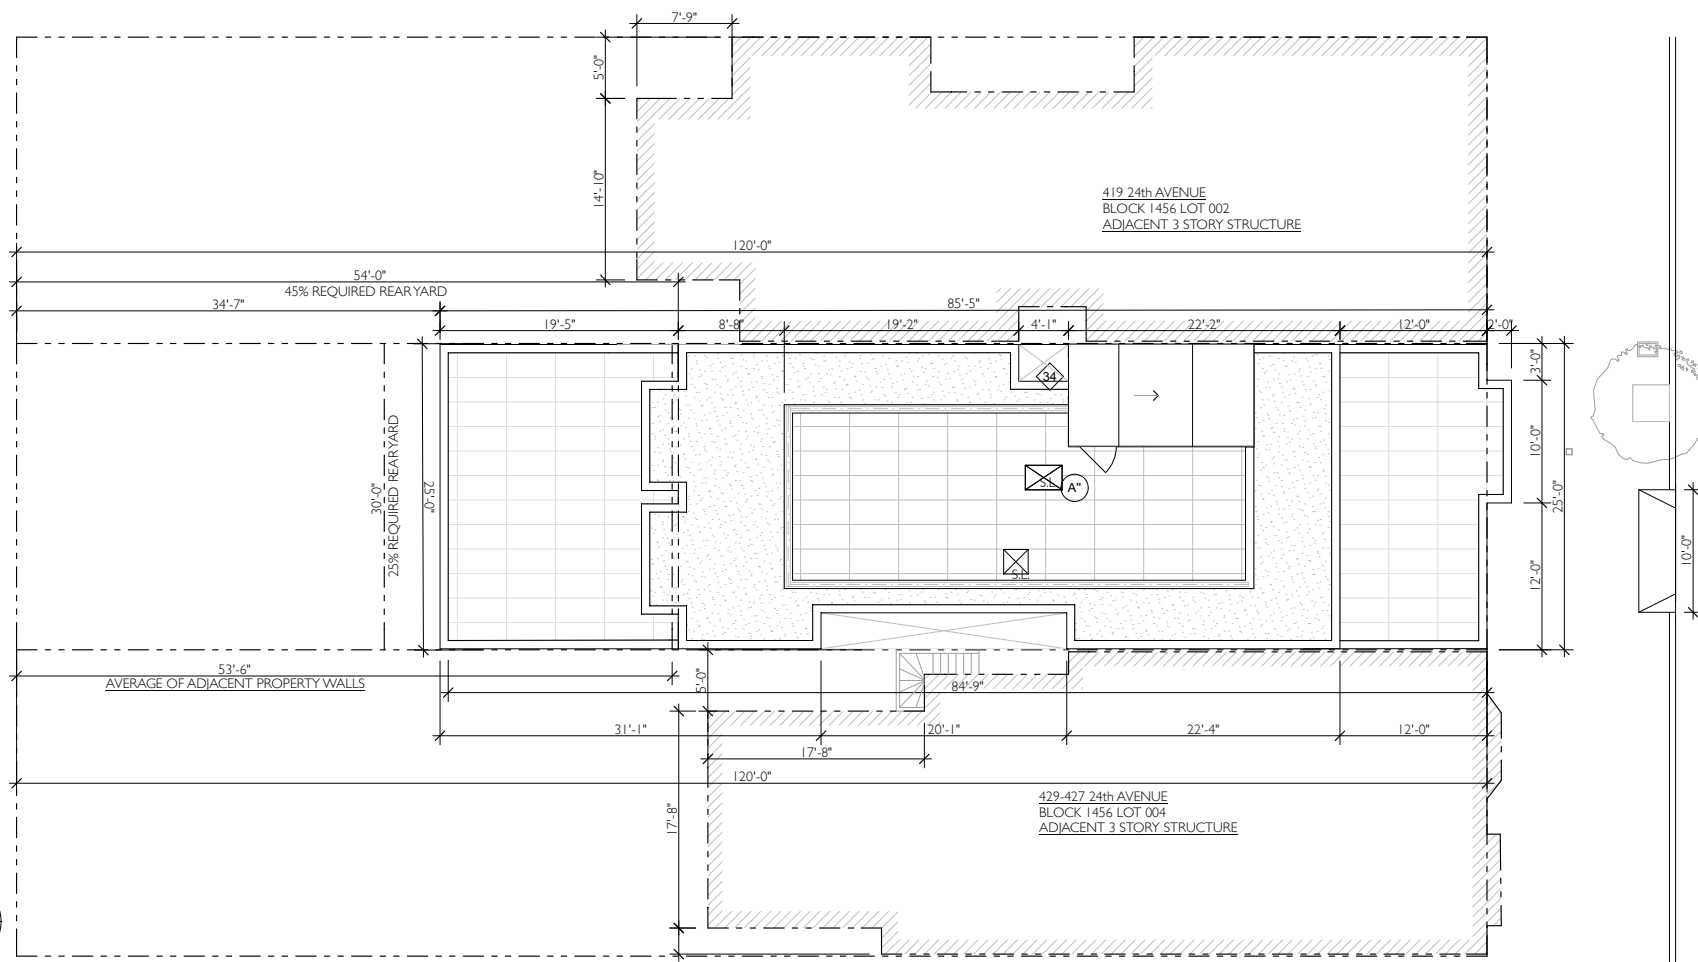 7'-9"
5'-0"
14'-10"
419 24th AVENUE
BLOCK 1456 LOT 002
ADJACENT 3 STORY STRUCTURE
120'-0"
54'-0"
45% REQUIRED REAR YARD
34'-7"
85'-5"
19'-5"
8'-8"
19'-2"
4'-1"
22'-2"
12'-0"
2'-0"
3'-0"
34
10'-0"
25'-0"
12'-0"
30'-0"
25% REQUIRED REAR YARD
25'-0"
S.L.
A"
S.L.
10'-0"
53'-6"
AVERAGE OF ADJACENT PROPERTY WALLS
5'-0"
84'-9"
31'-1"
20'-1"
22'-4"
12'-0"
17'-8"
120'-0"
17'-8"
429-427 24th AVENUE
BLOCK 1456 LOT 004
ADJACENT 3 STORY STRUCTURE